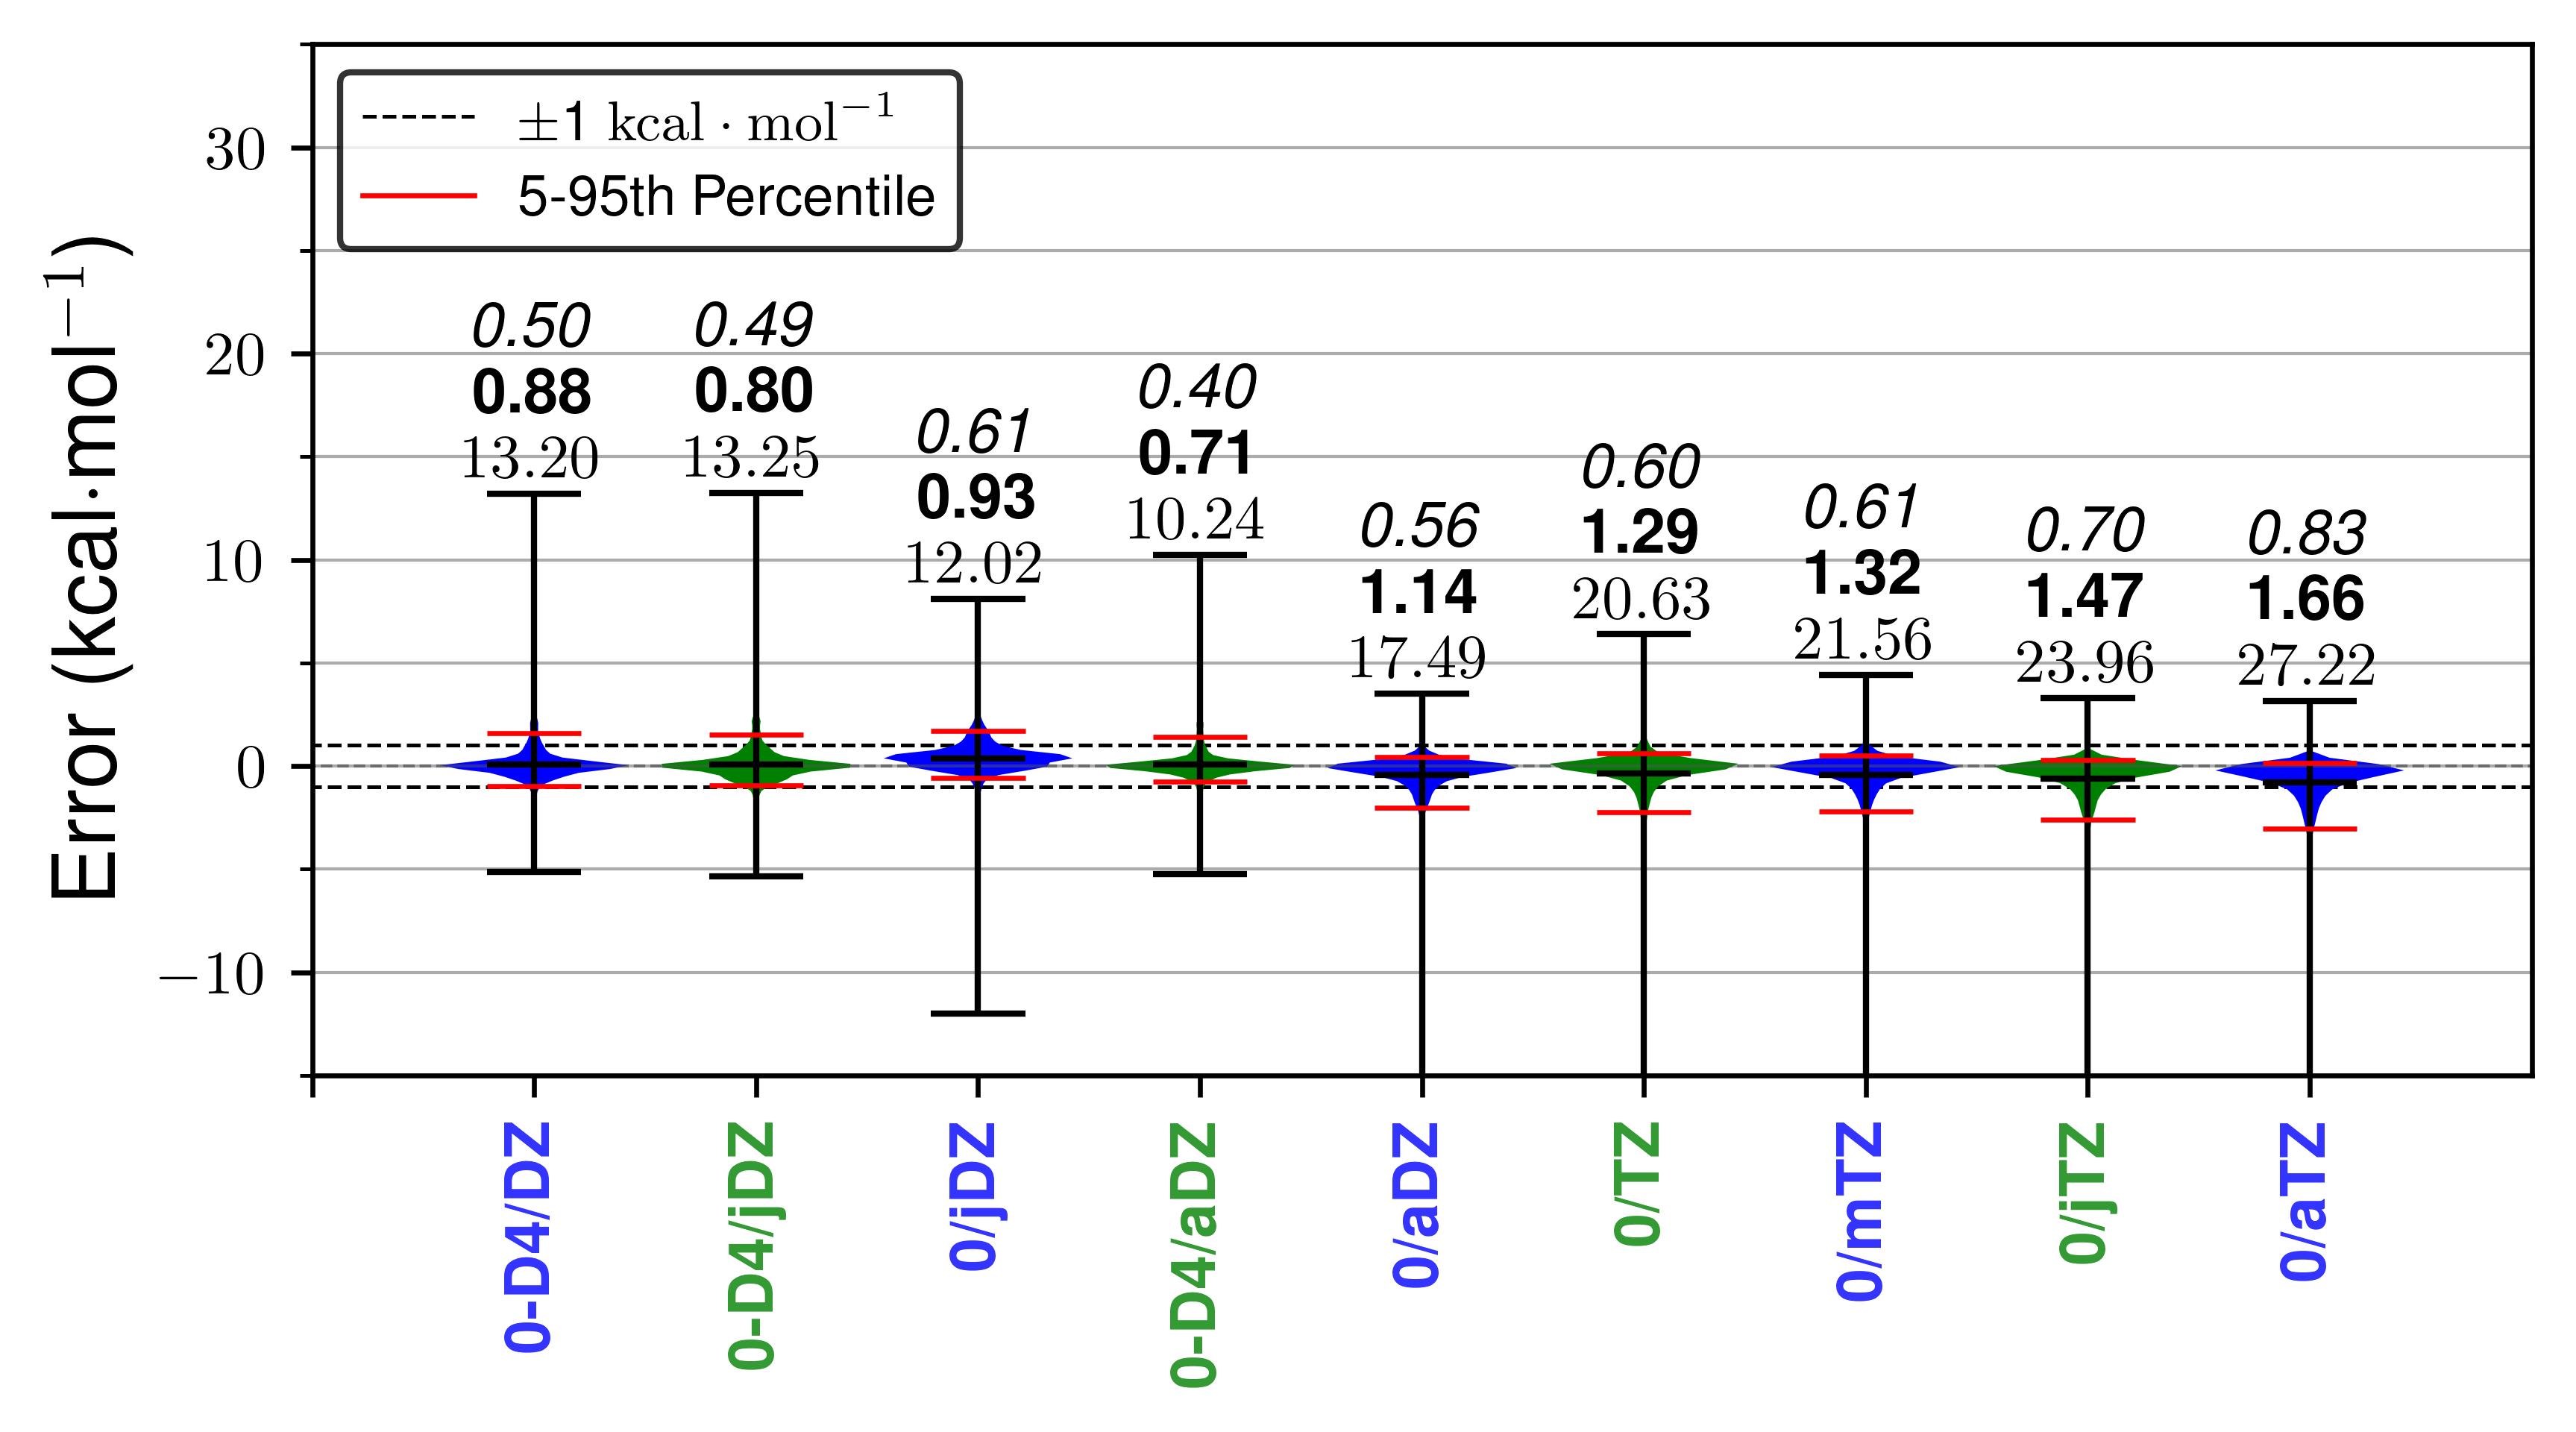 ±1 kcal · mol⁻¹
5-95th Percentile
Error (kcal·mol⁻¹)
30
20
10
0
−10
0.50
0.88
13.20
0.49
0.80
13.25
0.61
0.93
12.02
0.40
0.71
10.24
0.56
1.14
17.49
0.60
1.29
20.63
0.61
1.32
21.56
0.70
1.47
23.96
0.83
1.66
27.22
0-D4/DZ
0-D4/jDZ
0/jDZ
0-D4/aDZ
0/aDZ
0/TZ
0/mTZ
0/jTZ
0/aTZ